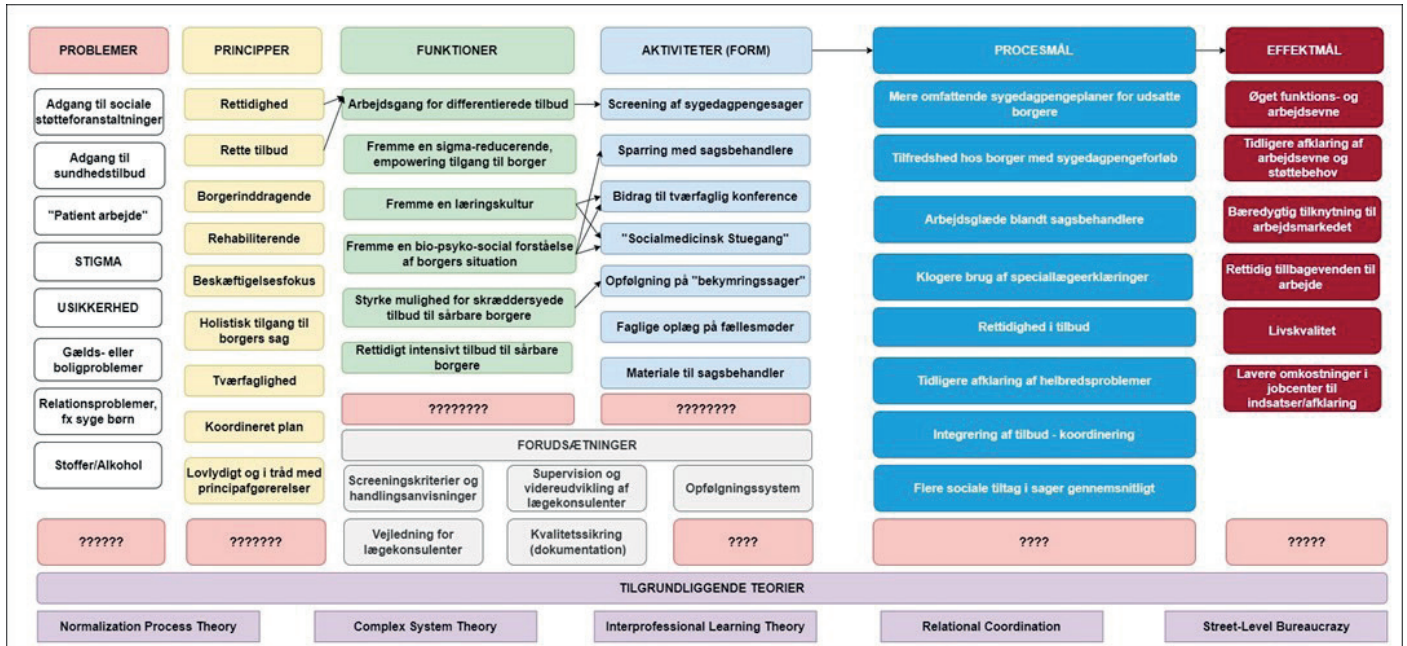 PROBLEMER
PRINCIPPER
FUNKTIONER
AKTIVITETER (FORM)
PROCESMÅL
EFFEKTMÅL
Adgang til sociale
støtteforanstaltninger
Adgang til
sundhedstilbud
"Patient arbejde"
STIGMA
USIKKERHED
Gælds- eller
boligproblemer
Relationsproblemer,
fx syge børn
Stoffer/Alkohol
??????
Rettidighed
Rette tilbud
Borgerinddragende
Rehabiliterende
Beskæftigelsesfokus
Holistisk tilgang til
borgers sag
Tværfaglighed
Koordineret plan
Lovlydigt og i tråd med
principafgørerelser
???????
Arbejdsgang for differentierede tilbud
Fremme en sigma-reducerende,
empowering tilgang til borger
Fremme en læringskultur
Fremme en bio-psyko-social forståelse
af borgers situation
Styrke mulighed for skræddersyede
tilbud til sårbare borgere
Rettidigt intensivt tilbud til sårbare
borgere
????????
Screening af sygedagpengesager
Sparring med sagsbehandlere
Bidrag til tværfaglig konference
"Socialmedicinsk Stuegang"
Opfølgning på "bekymringssager"
Faglige oplæg på fællesmøder
Materiale til sagsbehandler
????????
FORUDSÆTNINGER
Screeningskriterier og
handlingsanvisninger
Supervision og
videreudvikling af
lægekonsulenter
Opfølgningssystem
Vejledning for
lægekonsulenter
Kvalitetssikring
(dokumentation)
????
Mere omfattende sygedagpengeplaner for udsatte
borgere
Tilfredshed hos borger med sygedagpengeforløb
Arbejdsglæde blandt sagsbehandlere
Klogere brug af speciallægeerklæringer
Rettidighed i tilbud
Tidligere afklaring af helbredsproblemer
Integrering af tilbud - koordinering
Flere sociale tiltag i sager gennemsnitligt
????
Øget funktions- og
arbejdsevne
Tidligere afklaring af
arbejdsevne og
støttebehov
Bæredygtig tilknytning til
arbejdsmarkedet
Rettidig tillbagevenden til
arbejde
Livskvalitet
Lavere omkostninger i
jobcenter til
indsatser/afklaring
?????
TILGRUNDLIGGENDE TEORIER
Normalization Process Theory
Complex System Theory
Interprofessional Learning Theory
Relational Coordination
Street-Level Bureaucrazy